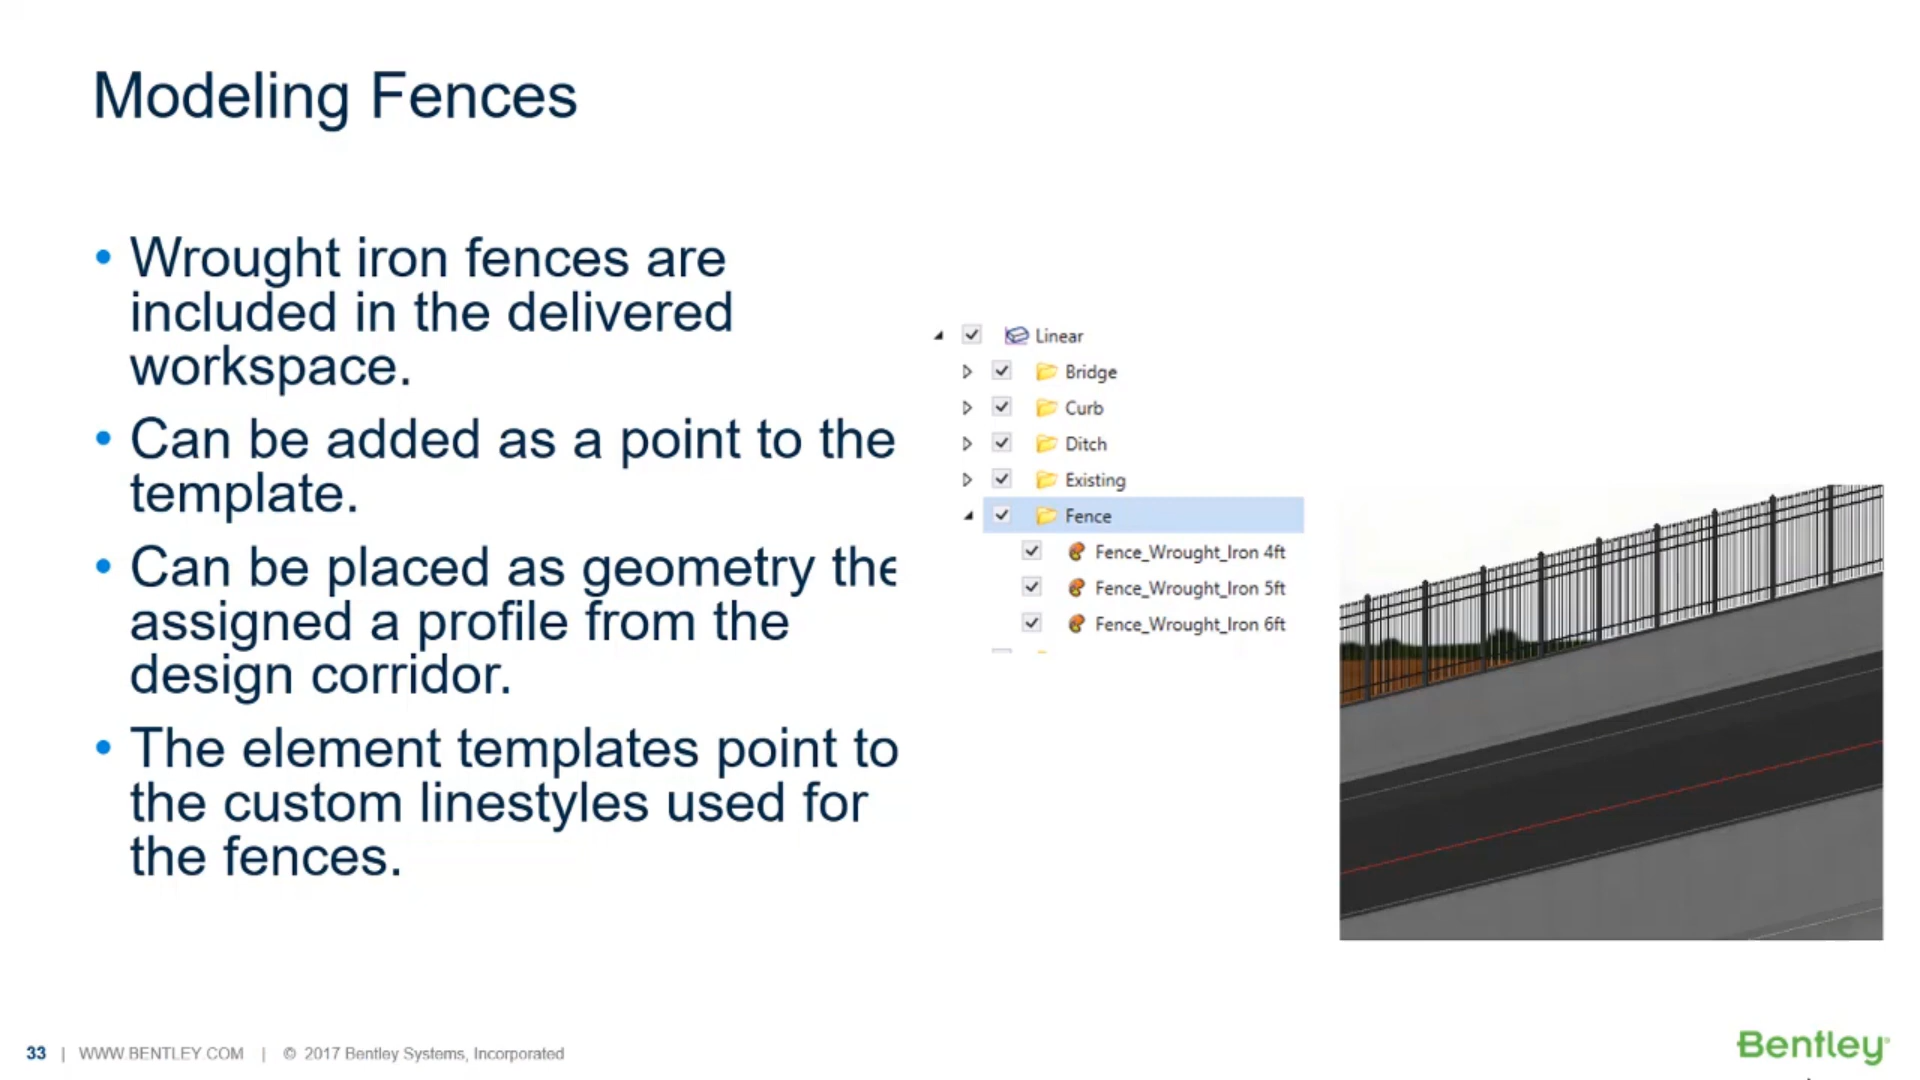 Modeling Fences
• Wrought iron fences are
included in the delivered
workspace.
• Can be added as a point to the
template.
• Can be placed as geometry the
assigned a profile from the
design corridor.
• The element templates point to
the custom linestyles used for
the fences.
Linear
Bridge
Curb
Ditch
Existing
Fence
Fence_Wrought_Iron 4ft
Fence_Wrought_Iron 5ft
Fence_Wrought_Iron 6ft
33 | WWW.BENTLEY.COM | © 2017 Bentley Systems, Incorporated
Bentley